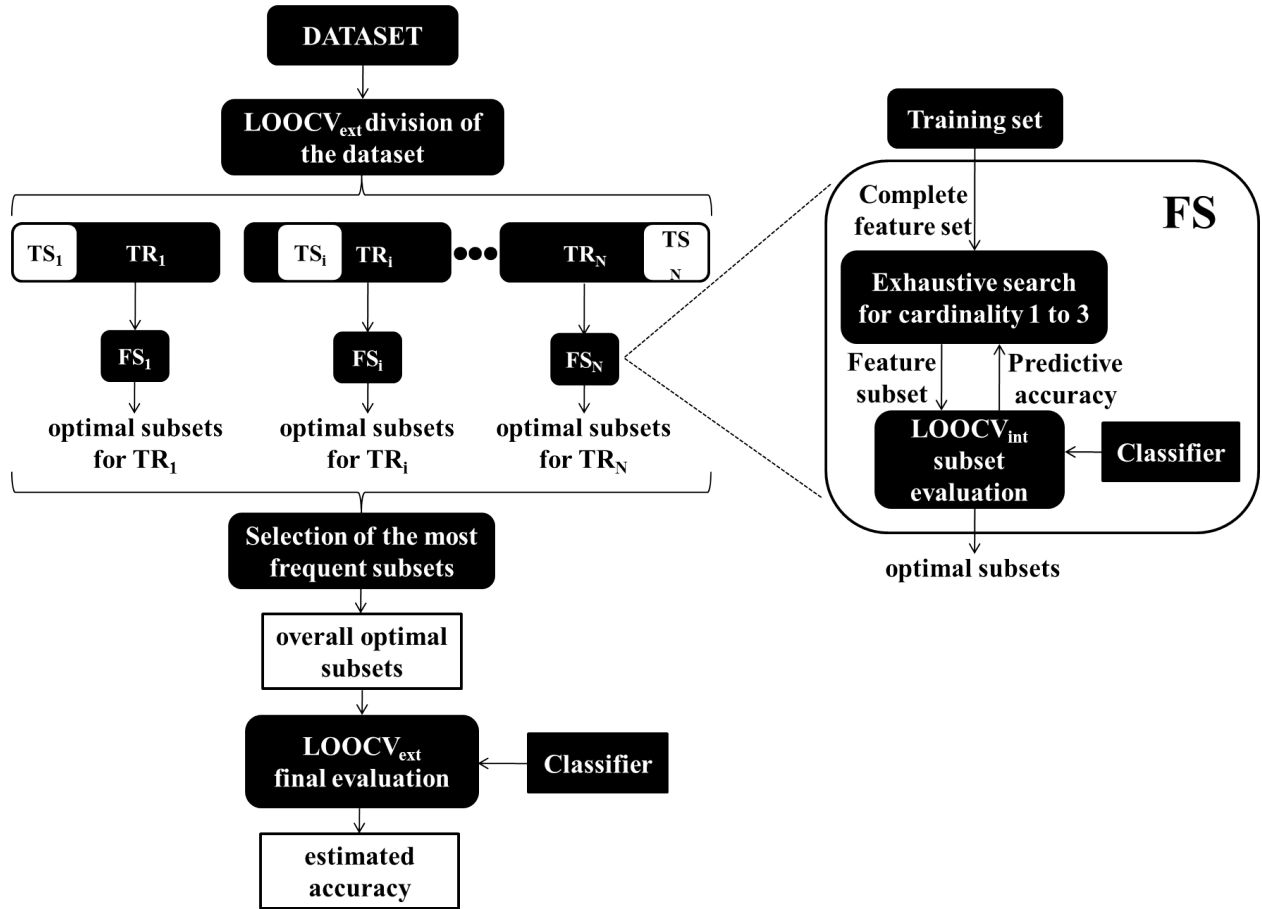 DATASET
LOOCVext division of
the dataset
TS1
TR1
TSi
TRi
TRN
TS
N
FS1
FSi
FSN
optimal subsets
for TR1
optimal subsets
for TRi
optimal subsets
for TRN
Selection of the most
frequent subsets
overall optimal
subsets
LOOCVext
final evaluation
Classifier
estimated
accuracy
Training set
FS
Complete
feature set
Exhaustive search
for cardinality 1 to 3
Feature
subset
Predictive
accuracy
LOOCVint
subset
evaluation
Classifier
optimal subsets